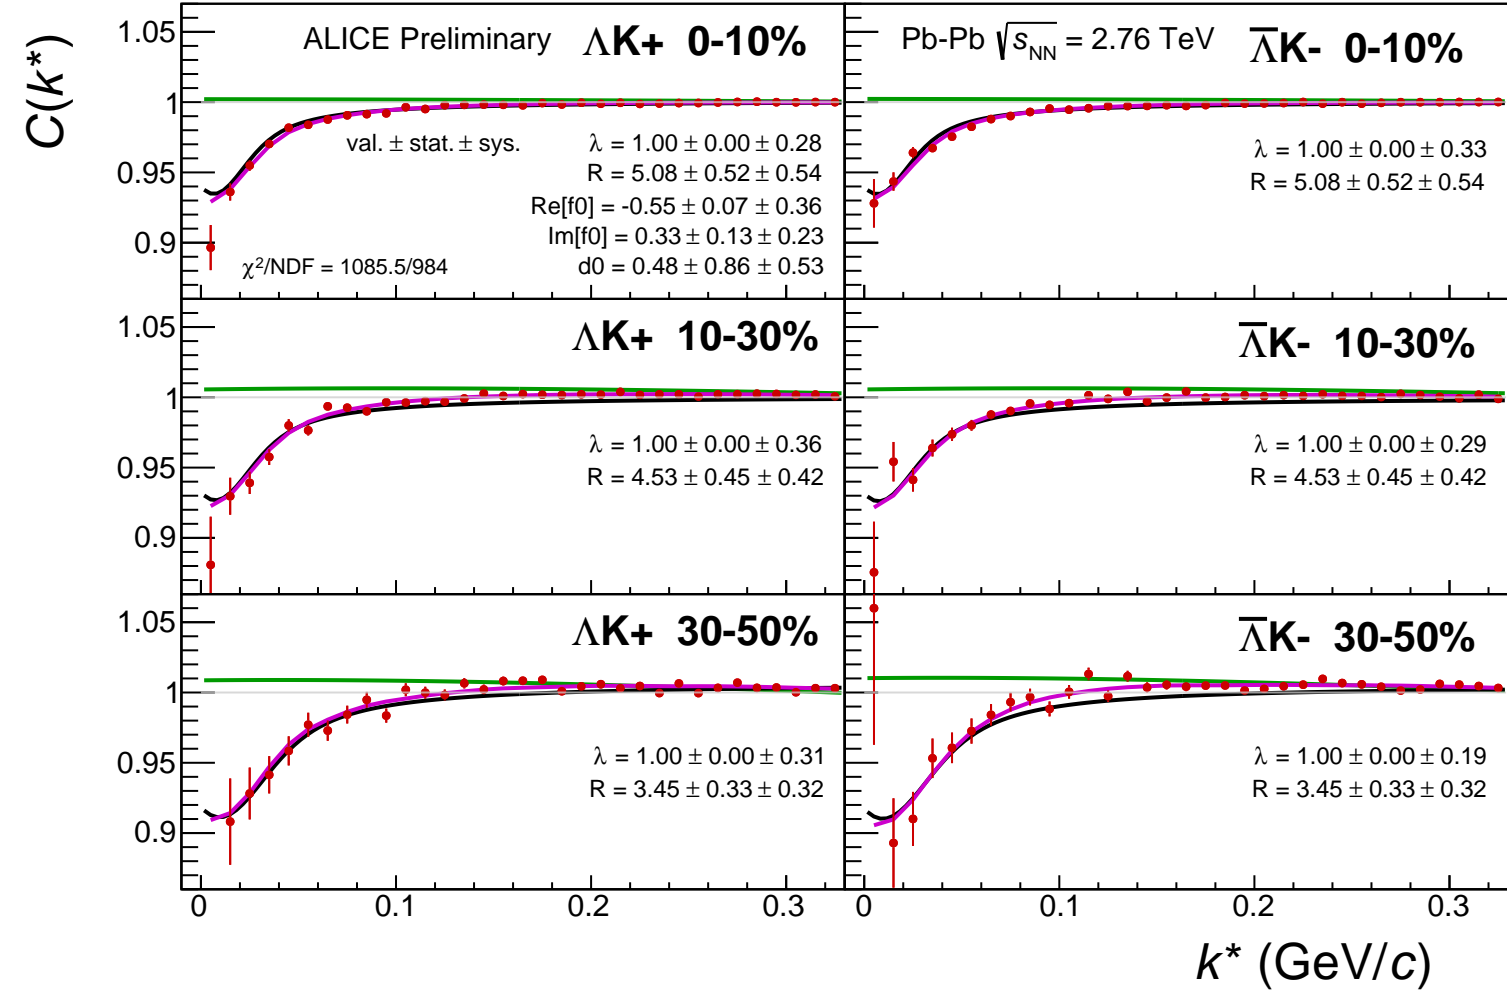 C(k*)
ALICE Preliminary ΛK+ 0-10%
val. ± stat. ± sys.
λ = 1.00 ± 0.00 ± 0.28
R = 5.08 ± 0.52 ± 0.54
Re[f0] = -0.55 ± 0.07 ± 0.36
Im[f0] = 0.33 ± 0.13 ± 0.23
d0 = 0.48 ± 0.86 ± 0.53
χ²/NDF = 1085.5/984
1.05
1
0.95
0.9
Pb-Pb √sNN = 2.76 TeV Λ̅K- 0-10%
λ = 1.00 ± 0.00 ± 0.33
R = 5.08 ± 0.52 ± 0.54
ΛK+ 10-30%
λ = 1.00 ± 0.00 ± 0.36
R = 4.53 ± 0.45 ± 0.42
1.05
1
0.95
0.9
Λ̅K- 10-30%
λ = 1.00 ± 0.00 ± 0.29
R = 4.53 ± 0.45 ± 0.42
ΛK+ 30-50%
λ = 1.00 ± 0.00 ± 0.31
R = 3.45 ± 0.33 ± 0.32
1.05
1
0.95
0.9
Λ̅K- 30-50%
λ = 1.00 ± 0.00 ± 0.19
R = 3.45 ± 0.33 ± 0.32
0 0.1 0.2 0.3
0 0.1 0.2 0.3
k* (GeV/c)